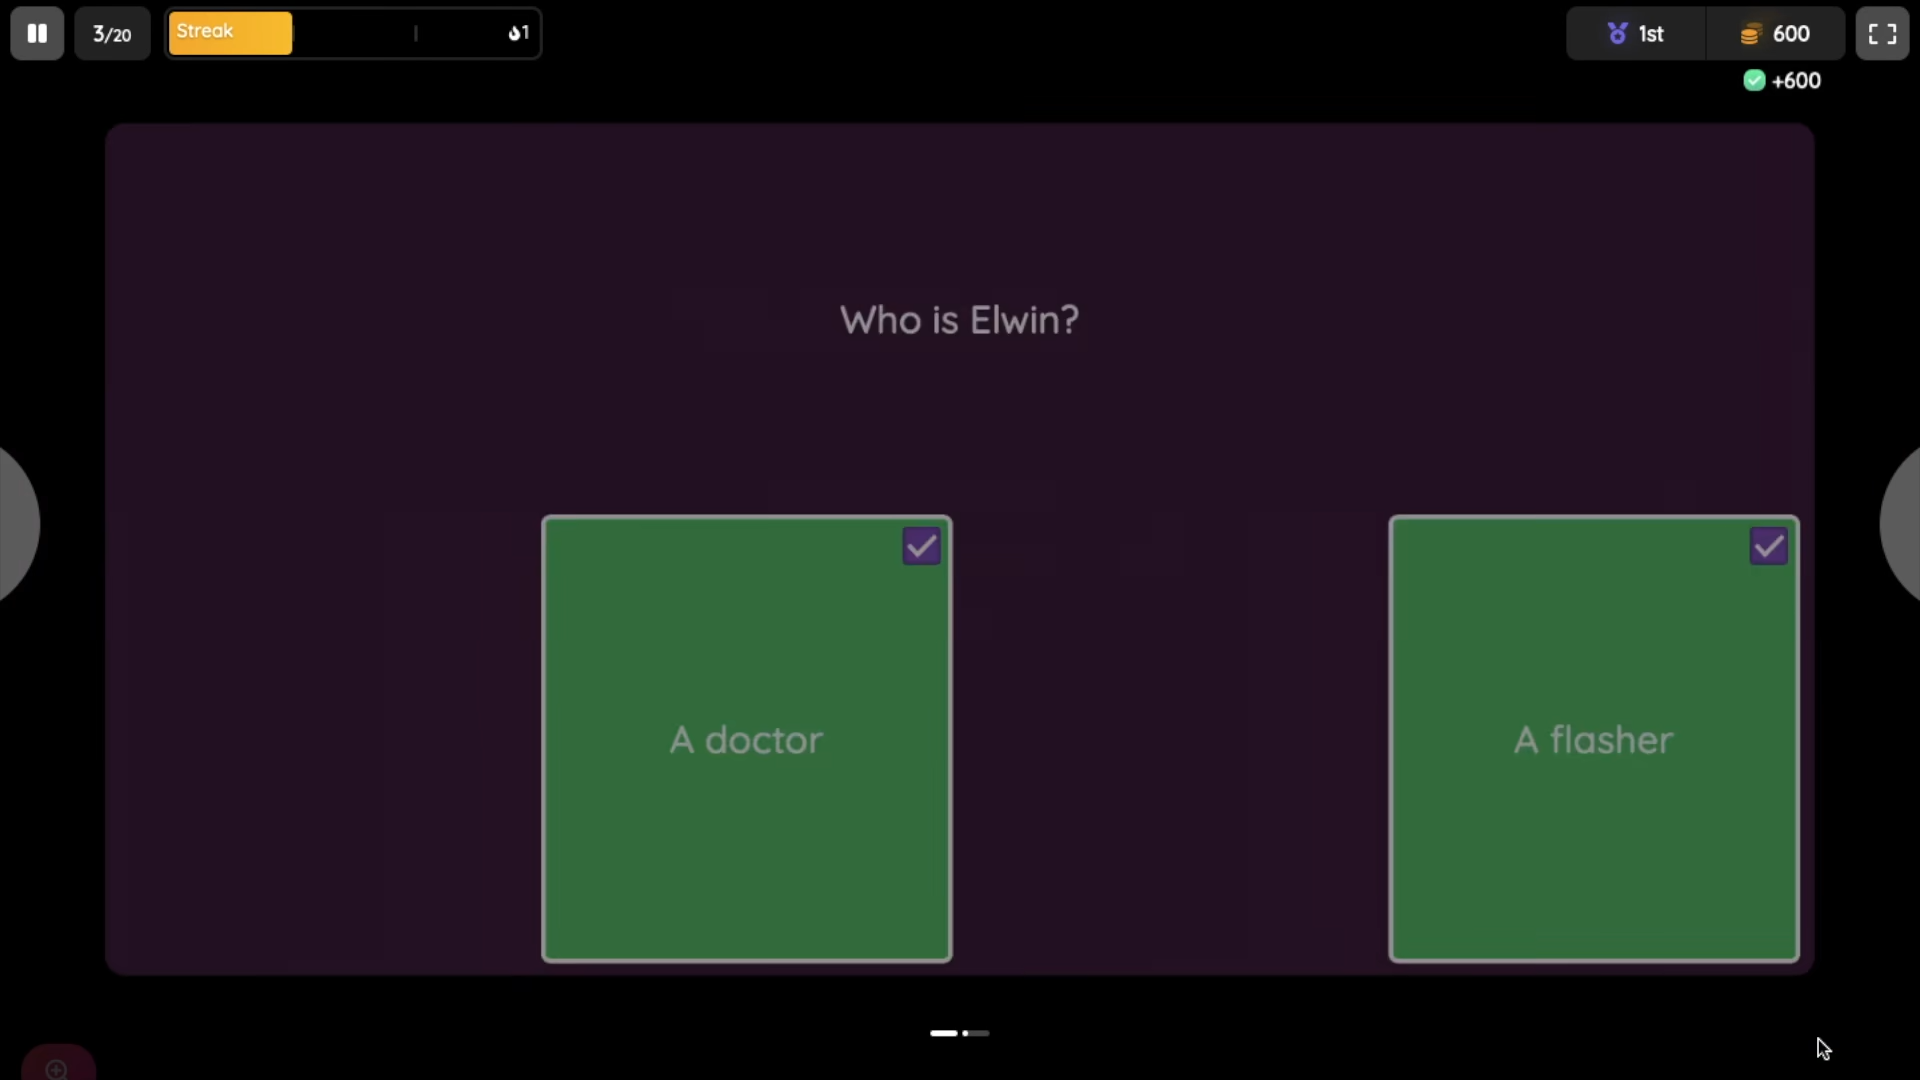 3/20
Streak
1
1st
600
+600
Who is Elwin?
A doctor
A flasher